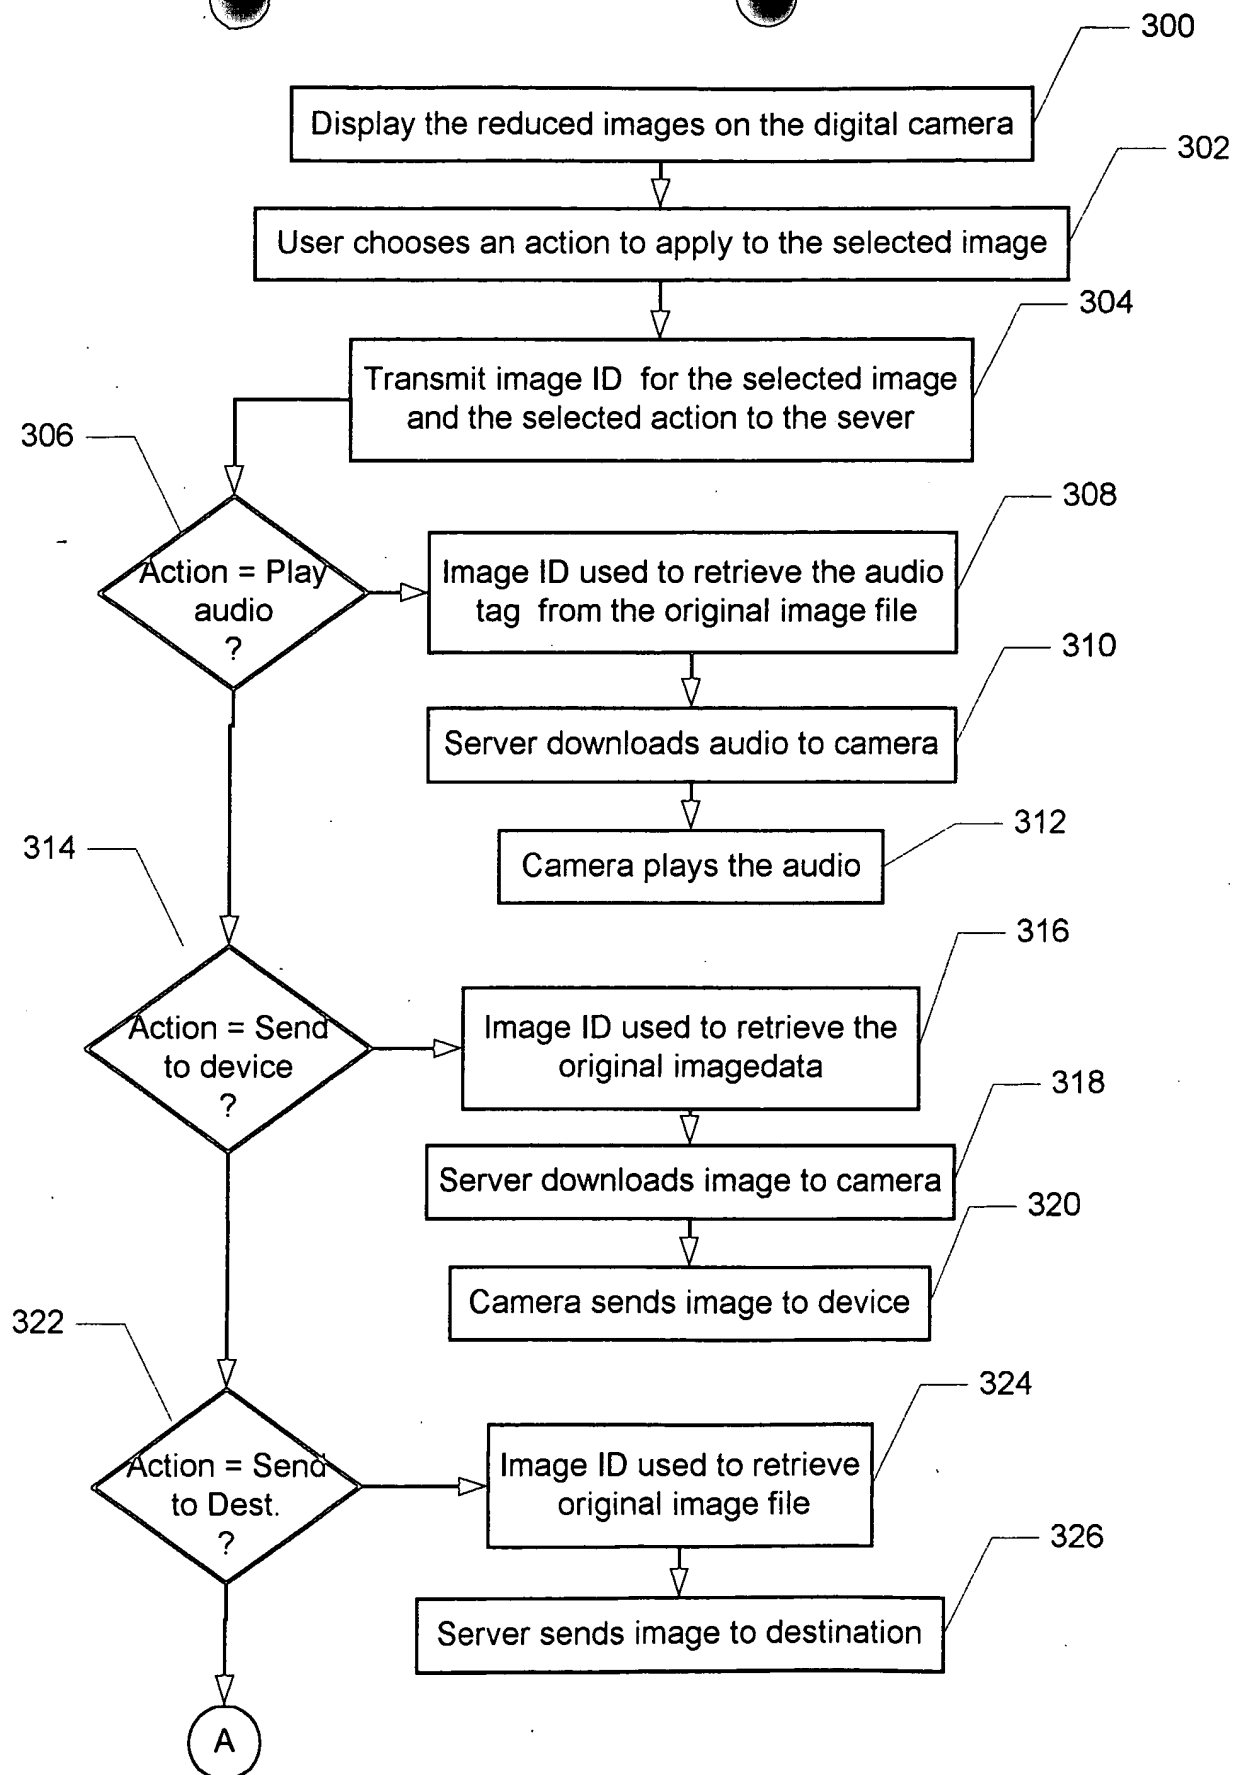 300
Display the reduced images on the digital camera
302
User chooses an action to apply to the selected image
304
Transmit image ID for the selected image
and the selected action to the sever
306
Action = Play
audio
?
308
Image ID used to retrieve the audio
tag from the original image file
310
Server downloads audio to camera
312
Camera plays the audio
314
Action = Send
to device
?
316
Image ID used to retrieve the
original imagedata
318
Server downloads image to camera
320
Camera sends image to device
322
Action = Send
to Dest.
?
324
Image ID used to retrieve
original image file
326
Server sends image to destination
A